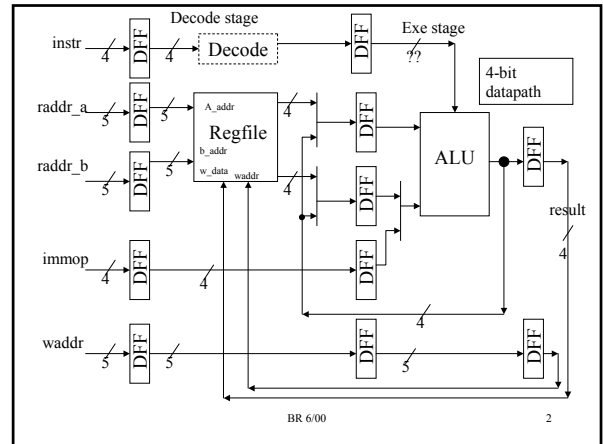 Decode stage
instr
4
DFF
4
Decode
DFF
??
Exe stage
4-bit
datapath
raddr_a
5
DFF
5
A_addr
Regfile
b_addr
w_data
waddr
4
4
DFF
ALU
DFF
raddr_b
5
DFF
5
DFF
result
4
immop
4
DFF
4
DFF
4
waddr
5
DFF
5
DFF
5
DFF
BR 6/00
2